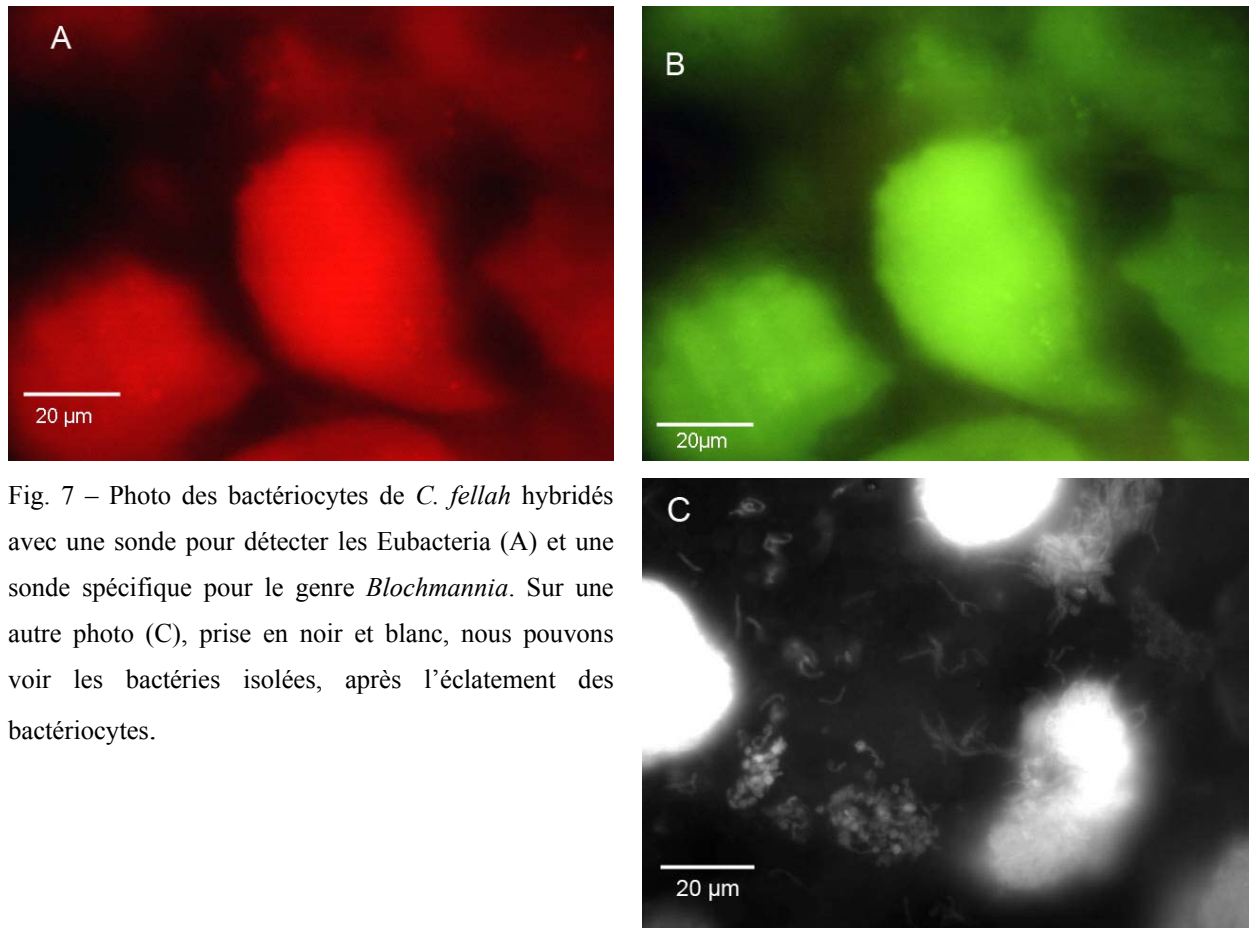 A
20 µm
B
20µm
Fig. 7 – Photo des bactériocytes de C. fellah hybridés
avec une sonde pour détecter les Eubacteria (A) et une
sonde spécifique pour le genre Blochmannia. Sur une
autre photo (C), prise en noir et blanc, nous pouvons
voir les bactéries isolées, après l’éclatement des
bactériocytes.
C
20 µm